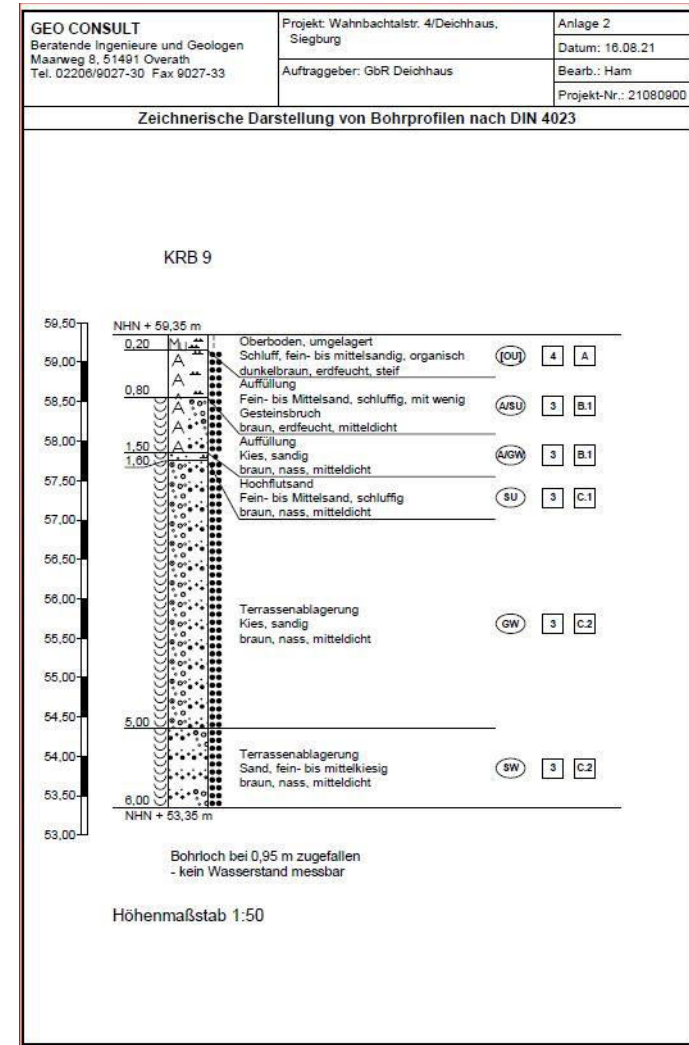 GEO CONSULT
Beratende Ingenieure und Geologen
Maarweg 8, 51491 Overath
Tel. 02206/9027-30 Fax 9027-33
Projekt: Wahnbachtalstr. 4/Deichhaus,
Siegburg
Auftraggeber: GbR Deichhaus
Anlage 2
Datum: 16.08.21
Bearb.: Ham
Projekt-Nr.: 21080900
Zeichnerische Darstellung von Bohrprofilen nach DIN 4023
KRB 9
59,50
59,00
58,50
58,00
57,50
57,00
56,50
56,00
55,50
55,00
54,50
54,00
53,50
53,00
NHN + 59,35 m
0,20
0,80
1,50
1,60
5,00
6,00
NHN + 53,35 m
Mu
A
A
A
A
A
A
Oberboden, umgelagert
Schluff, fein- bis mittelsandig, organisch
dunkelbraun, erdfeucht, steif
[OU] 4 A
Auffüllung
Fein- bis Mittelsand, schluffig, mit wenig
Gesteinsbruch
braun, erdfeucht, mitteldicht
A/SU 3 B.1
Auffüllung
Kies, sandig
braun, nass, mitteldicht
A/GW 3 B.1
Hochflutsand
Fein- bis Mittelsand, schluffig
braun, nass, mitteldicht
SU 3 C.1
Terrassenablagerung
Kies, sandig
braun, nass, mitteldicht
GW 3 C.2
Terrassenablagerung
Sand, fein- bis mittelkiesig
braun, nass, mitteldicht
SW 3 C.2
Bohrloch bei 0,95 m zugefallen
- kein Wasserstand messbar
Höhenmaßstab 1:50